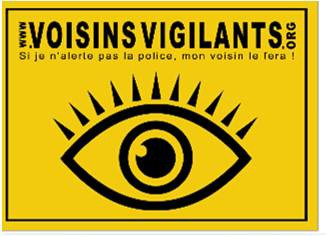 WWW.VOISINSVIGILANTS.ORG
Si je n'alerte pas la police, mon voisin le fera !